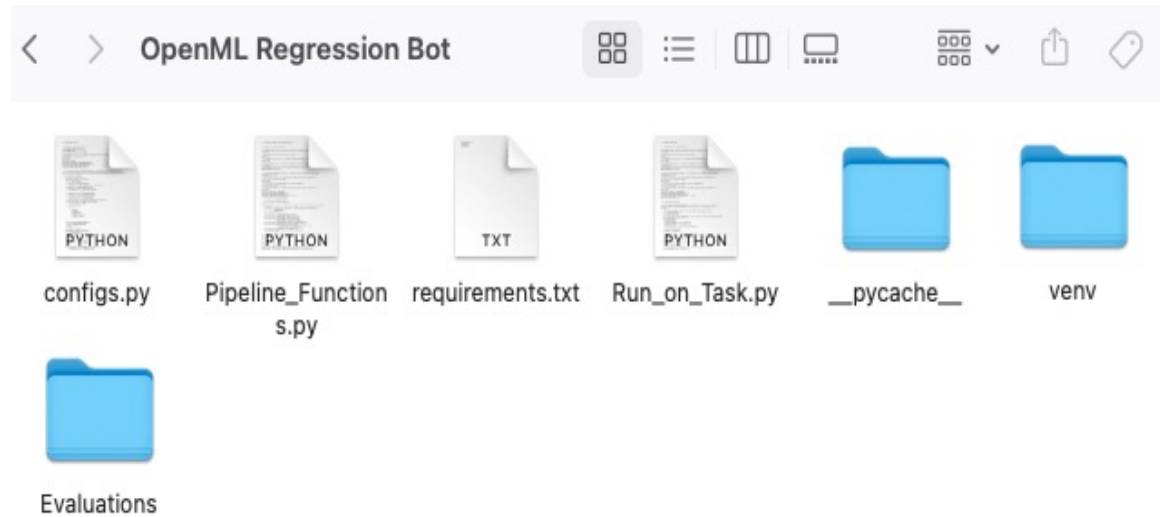 OpenML Regression Bot
PYTHON
PYTHON
TXT
PYTHON
configs.py
Pipeline_Function
s.py
requirements.txt
Run_on_Task.py
__pycache__
venv
Evaluations